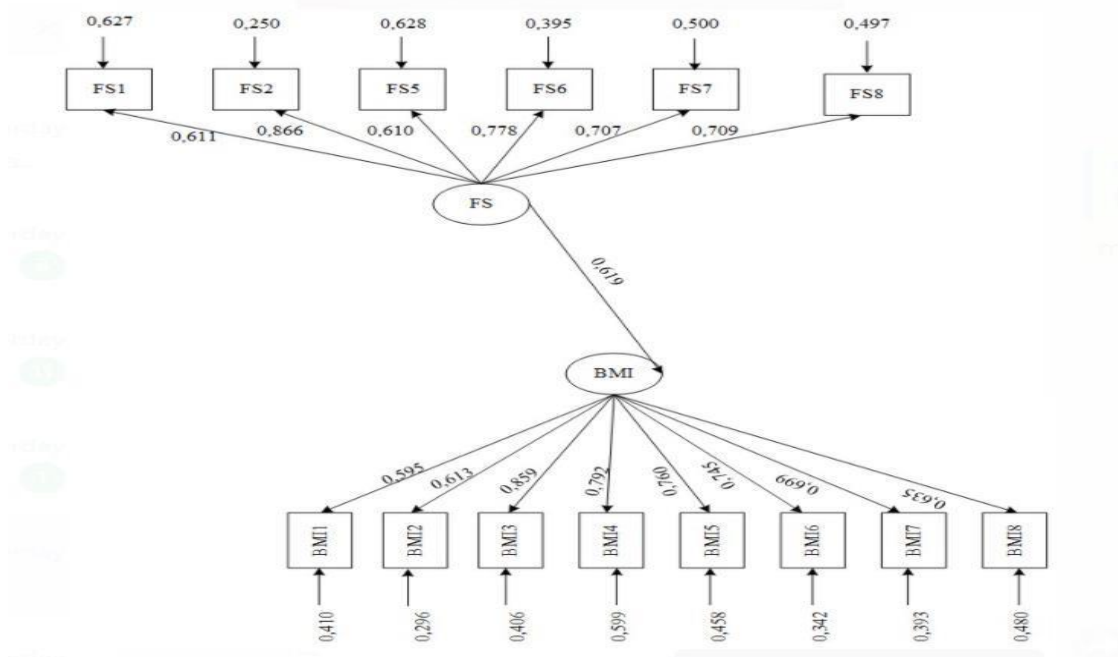 0,627 0,250 0,628 0,395 0,500 0,497
FS1 FS2 FS5 FS6 FS7 FS8
0,611 0,866 0,610 0,778 0,707 0,709
FS
0,619
BMI
0,595 0,613 0,859 0,792 0,760 0,745 0,699 0,635
BMI1 BMI2 BMI3 BMI4 BMI5 BMI6 BMI7 BMI8
0,410 0,296 0,406 0,599 0,458 0,342 0,393 0,480